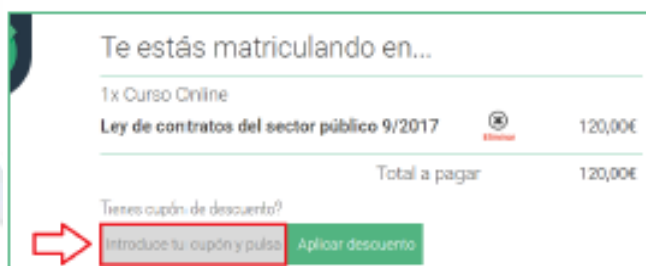 Te estás matriculando en...
1x Curso Online
Ley de contratos del sector público 9/2017 Eliminar 120,00€
Total a pagar 120,00€
Tienes cupón de descuento?
Introduce tu cupón y pulsa Aplicar descuento